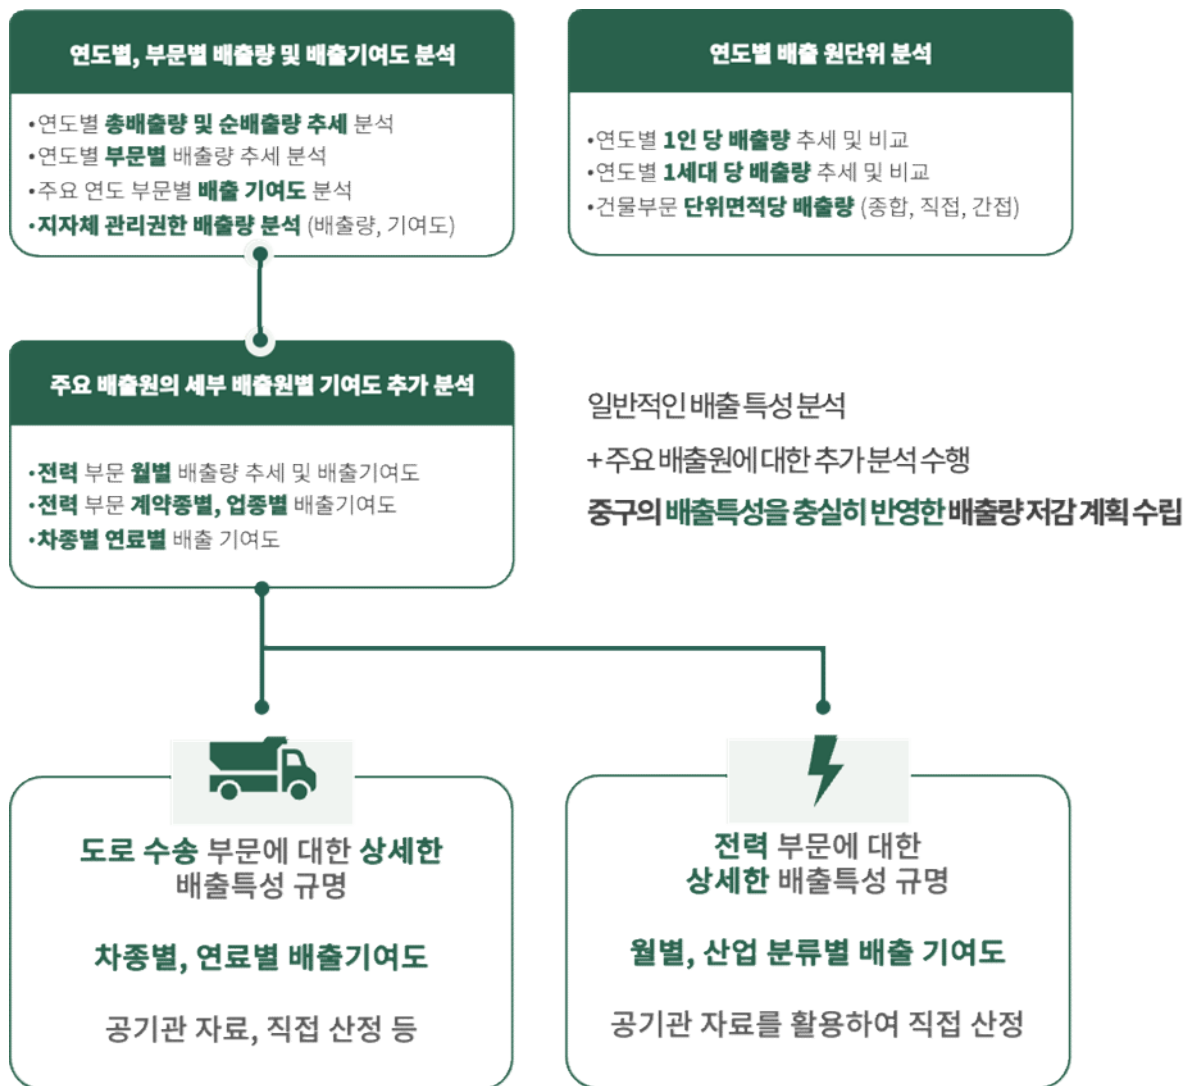 연도별, 부문별 배출량 및 배출기여도 분석
•연도별 총배출량 및 순배출량 추세 분석
•연도별 부문별 배출량 추세 분석
•주요 연도 부문별 배출 기여도 분석
•지자체 관리권한 배출량 분석 (배출량, 기여도)
연도별 배출 원단위 분석
•연도별 1인 당 배출량 추세 및 비교
•연도별 1세대 당 배출량 추세 및 비교
•건물부문 단위면적당 배출량 (종합, 직접, 간접)
주요 배출원의 세부 배출원별 기여도 추가 분석
•전력 부문 월별 배출량 추세 및 배출기여도
•전력 부문 계약종별, 업종별 배출기여도
•차종별 연료별 배출 기여도
일반적인 배출 특성 분석
+ 주요 배출원에 대한 추가 분석 수행
중구의 배출특성을 충실히 반영한 배출량 저감 계획 수립
도로 수송 부문에 대한 상세한
배출특성 규명
차종별, 연료별 배출기여도
공기관 자료, 직접 산정 등
전력 부문에 대한
상세한 배출특성 규명
월별, 산업 분류별 배출 기여도
공기관 자료를 활용하여 직접 산정